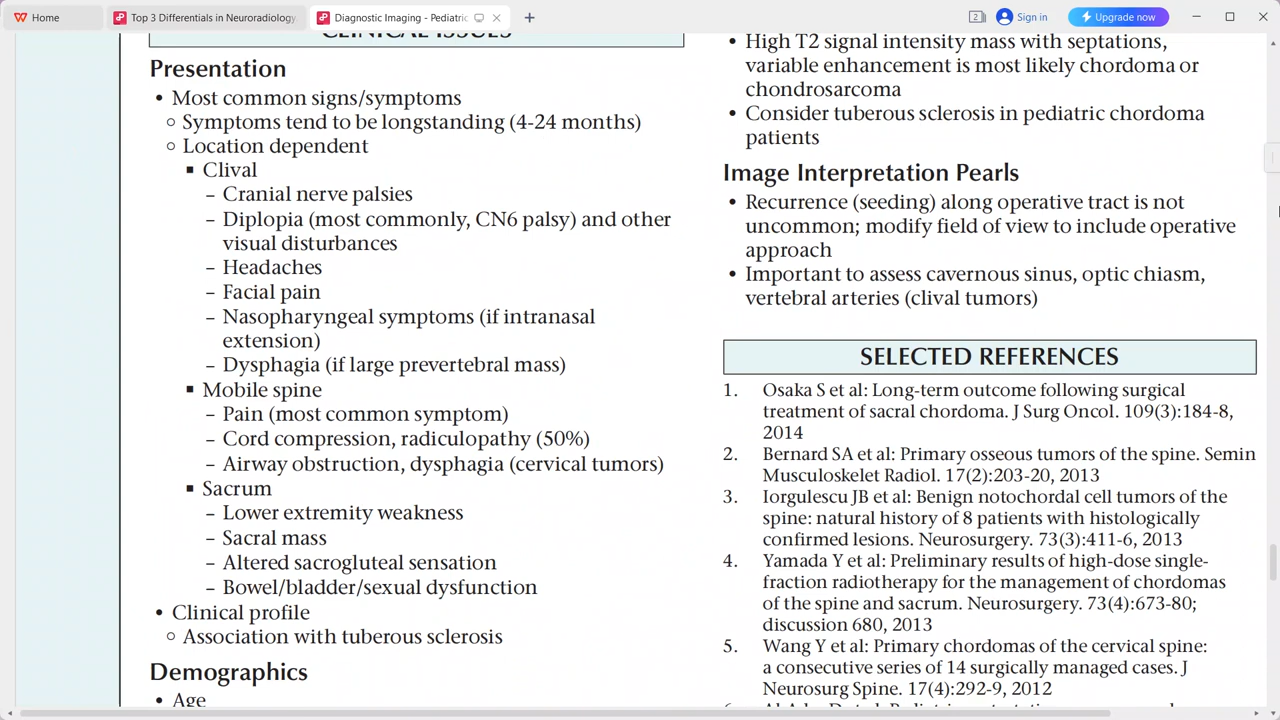 Home
Top 3 Differentials in Neuroradiology
Diagnostic Imaging - Pediatric
2
Sign in
Upgrade now
CLINICAL ISSUES
Presentation
• Most common signs/symptoms
○ Symptoms tend to be longstanding (4-24 months)
○ Location dependent
▪ Clival
– Cranial nerve palsies
– Diplopia (most commonly, CN6 palsy) and other
visual disturbances
– Headaches
– Facial pain
– Nasopharyngeal symptoms (if intranasal
extension)
– Dysphagia (if large prevertebral mass)
▪ Mobile spine
– Pain (most common symptom)
– Cord compression, radiculopathy (50%)
– Airway obstruction, dysphagia (cervical tumors)
▪ Sacrum
– Lower extremity weakness
– Sacral mass
– Altered sacrogluteal sensation
– Bowel/bladder/sexual dysfunction
• Clinical profile
○ Association with tuberous sclerosis
Demographics
• Age
• High T2 signal intensity mass with septations,
variable enhancement is most likely chordoma or
chondrosarcoma
• Consider tuberous sclerosis in pediatric chordoma
patients
Image Interpretation Pearls
• Recurrence (seeding) along operative tract is not
uncommon; modify field of view to include operative
approach
• Important to assess cavernous sinus, optic chiasm,
vertebral arteries (clival tumors)
SELECTED REFERENCES
1. Osaka S et al: Long-term outcome following surgical
treatment of sacral chordoma. J Surg Oncol. 109(3):184-8,
2014
2. Bernard SA et al: Primary osseous tumors of the spine. Semin
Musculoskelet Radiol. 17(2):203-20, 2013
3. Iorgulescu JB et al: Benign notochordal cell tumors of the
spine: natural history of 8 patients with histologically
confirmed lesions. Neurosurgery. 73(3):411-6, 2013
4. Yamada Y et al: Preliminary results of high-dose single-
fraction radiotherapy for the management of chordomas
of the spine and sacrum. Neurosurgery. 73(4):673-80;
discussion 680, 2013
5. Wang Y et al: Primary chordomas of the cervical spine:
a consecutive series of 14 surgically managed cases. J
Neurosurg Spine. 17(4):292-9, 2012